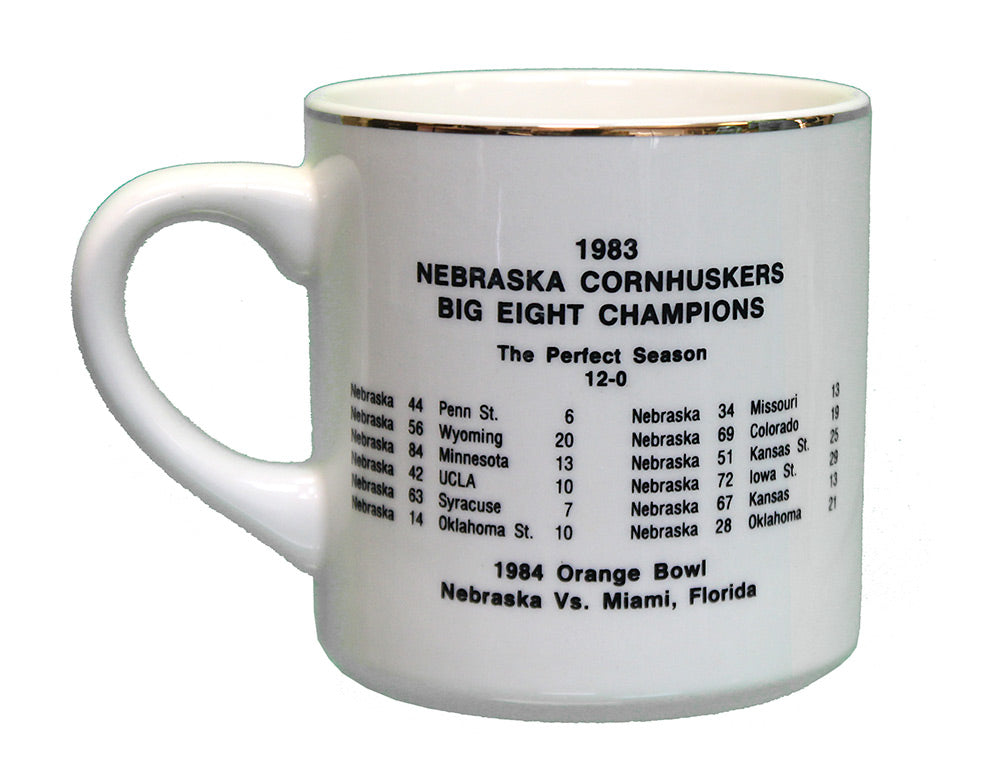 1983
NEBRASKA CORNHUSKERS
BIG EIGHT CHAMPIONS
The Perfect Season
12-0
Nebraska 44 Penn St. 6
Nebraska 56 Wyoming 20
Nebraska 84 Minnesota 13
Nebraska 42 UCLA 10
Nebraska 63 Syracuse 7
Nebraska 14 Oklahoma St. 10
Nebraska 34 Missouri 13
Nebraska 69 Colorado 19
Nebraska 51 Kansas St. 25
Nebraska 72 Iowa St. 29
Nebraska 67 Kansas 13
Nebraska 28 Oklahoma 21
1984 Orange Bowl
Nebraska Vs. Miami, Florida